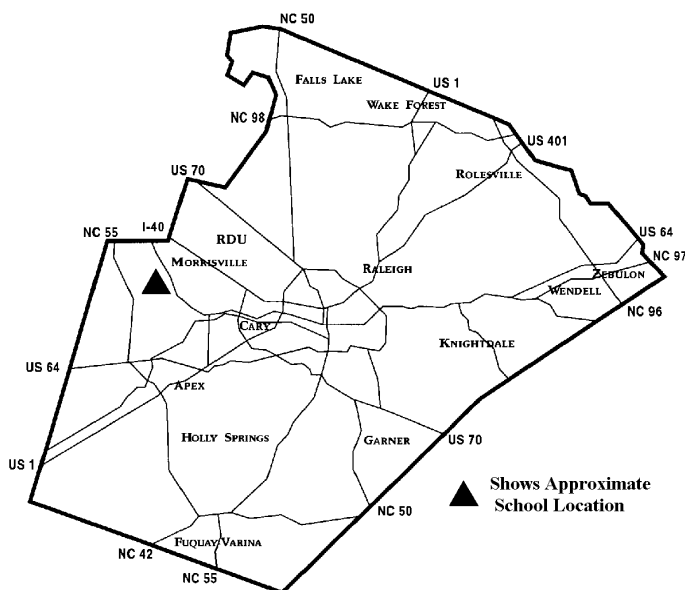 NC 50
FALLS LAKE
US 1
WAKE FOREST
NC 98
US 401
ROLESVILLE
US 70
NC 55
I-40
RDU
US 64
MORRISVILLE
RALEIGH
NC 97
ZEBULON
WENDELL
NC 96
CARY
KNIGHTDALE
US 64
APEX
HOLLY SPRINGS
GARNER
US 70
US 1
Shows Approximate
School Location
NC 50
FUQUAY-VARINA
NC 42
NC 55